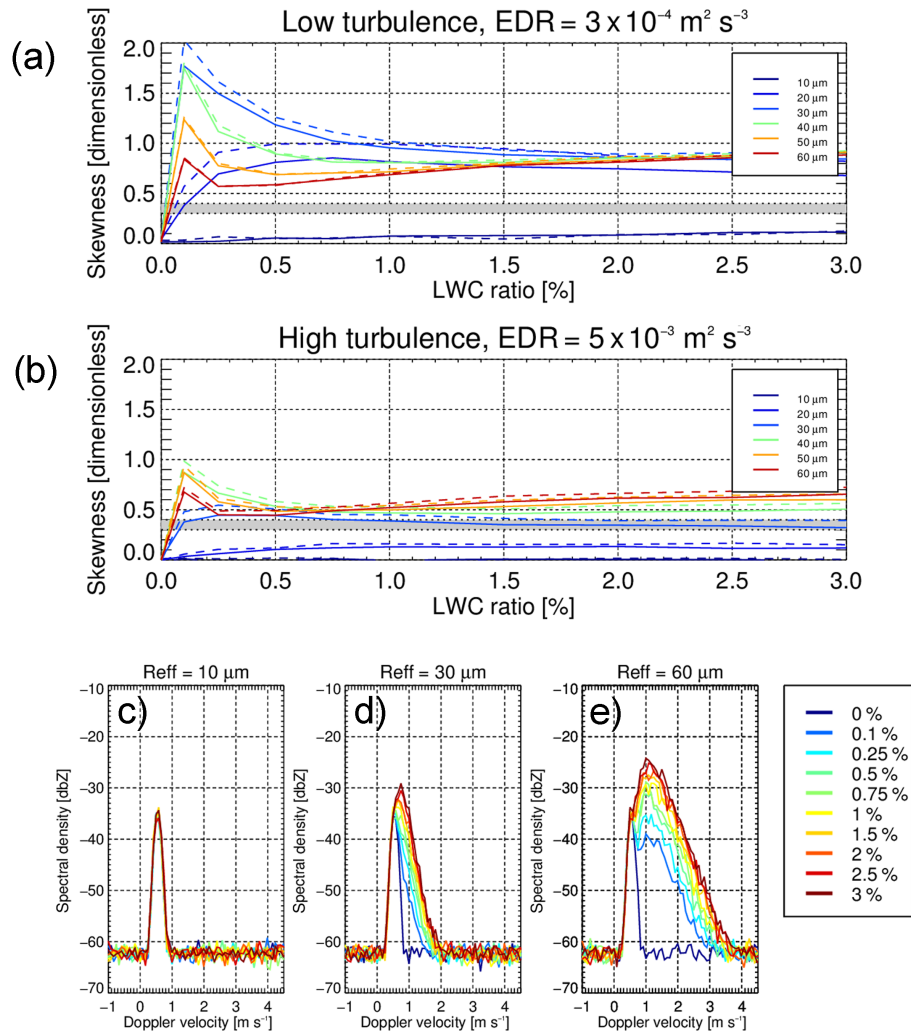 (a)
Low turbulence, EDR = 3 x 10⁻⁴ m² s⁻³
Skewness [dimensionless]
2.0
1.5
1.0
0.5
0.0
10 µm
20 µm
30 µm
40 µm
50 µm
60 µm
0.0 0.5 1.0 1.5 2.0 2.5 3.0
LWC ratio [%]
(b)
High turbulence, EDR = 5 x 10⁻³ m² s⁻³
Skewness [dimensionless]
2.0
1.5
1.0
0.5
0.0
10 µm
20 µm
30 µm
40 µm
50 µm
60 µm
0.0 0.5 1.0 1.5 2.0 2.5 3.0
LWC ratio [%]
Reff = 10 µm
c)
Spectral density [dBZ]
−10
−20
−30
−40
−50
−60
−70
−1 0 1 2 3 4
Doppler velocity [m s⁻¹]
Reff = 30 µm
d)
Spectral density [dBZ]
−10
−20
−30
−40
−50
−60
−70
−1 0 1 2 3 4
Doppler velocity [m s⁻¹]
Reff = 60 µm
e)
Spectral density [dBZ]
−10
−20
−30
−40
−50
−60
−70
−1 0 1 2 3 4
Doppler velocity [m s⁻¹]
0 %
0.1 %
0.25 %
0.5 %
0.75 %
1 %
1.5 %
2 %
2.5 %
3 %